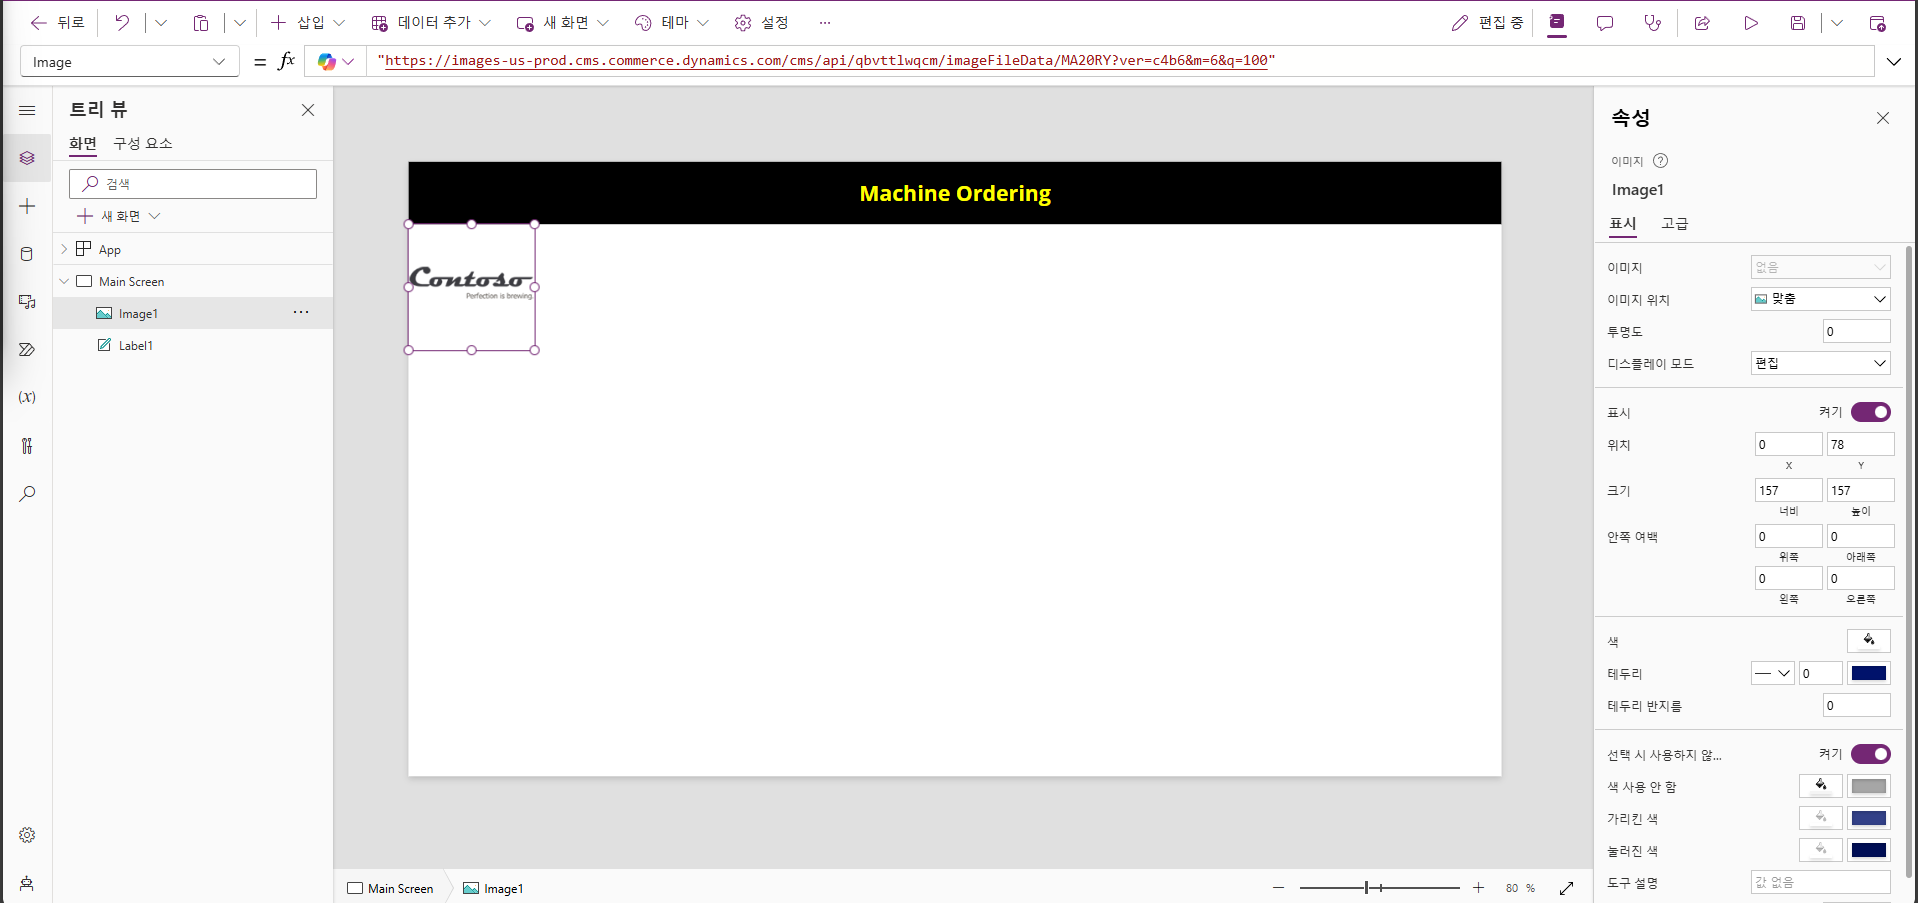 뒤로 삽입 데이터 추가 새 화면 테마 설정 ... 편집 중
Image = fx "https://images-us-prod.cms.commerce.dynamics.com/cms/api/qbvttlwqcm/imageFileData/MA20RY?ver=c4b6&m=6&q=100"
트리 뷰
화면 구성 요소
검색
새 화면
App
Main Screen
Image1 ...
Label1
(x)
Machine Ordering
Contoso
Perfection is brewing
Main Screen Image1
80 %
속성
이미지 ?
Image1
표시 고급
이미지 없음
이미지 위치 맞춤
투명도 0
디스플레이 모드 편집
표시 켜기
위치 0 78
X Y
크기 157 157
너비 높이
안쪽 여백 0 0
위쪽 아래쪽
0 0
왼쪽 오른쪽
색
테두리 0
테두리 반지름 0
선택 시 사용하지 않... 켜기
색 사용 안 함
가리킨 색
눌러진 색
도구 설명 값 없음